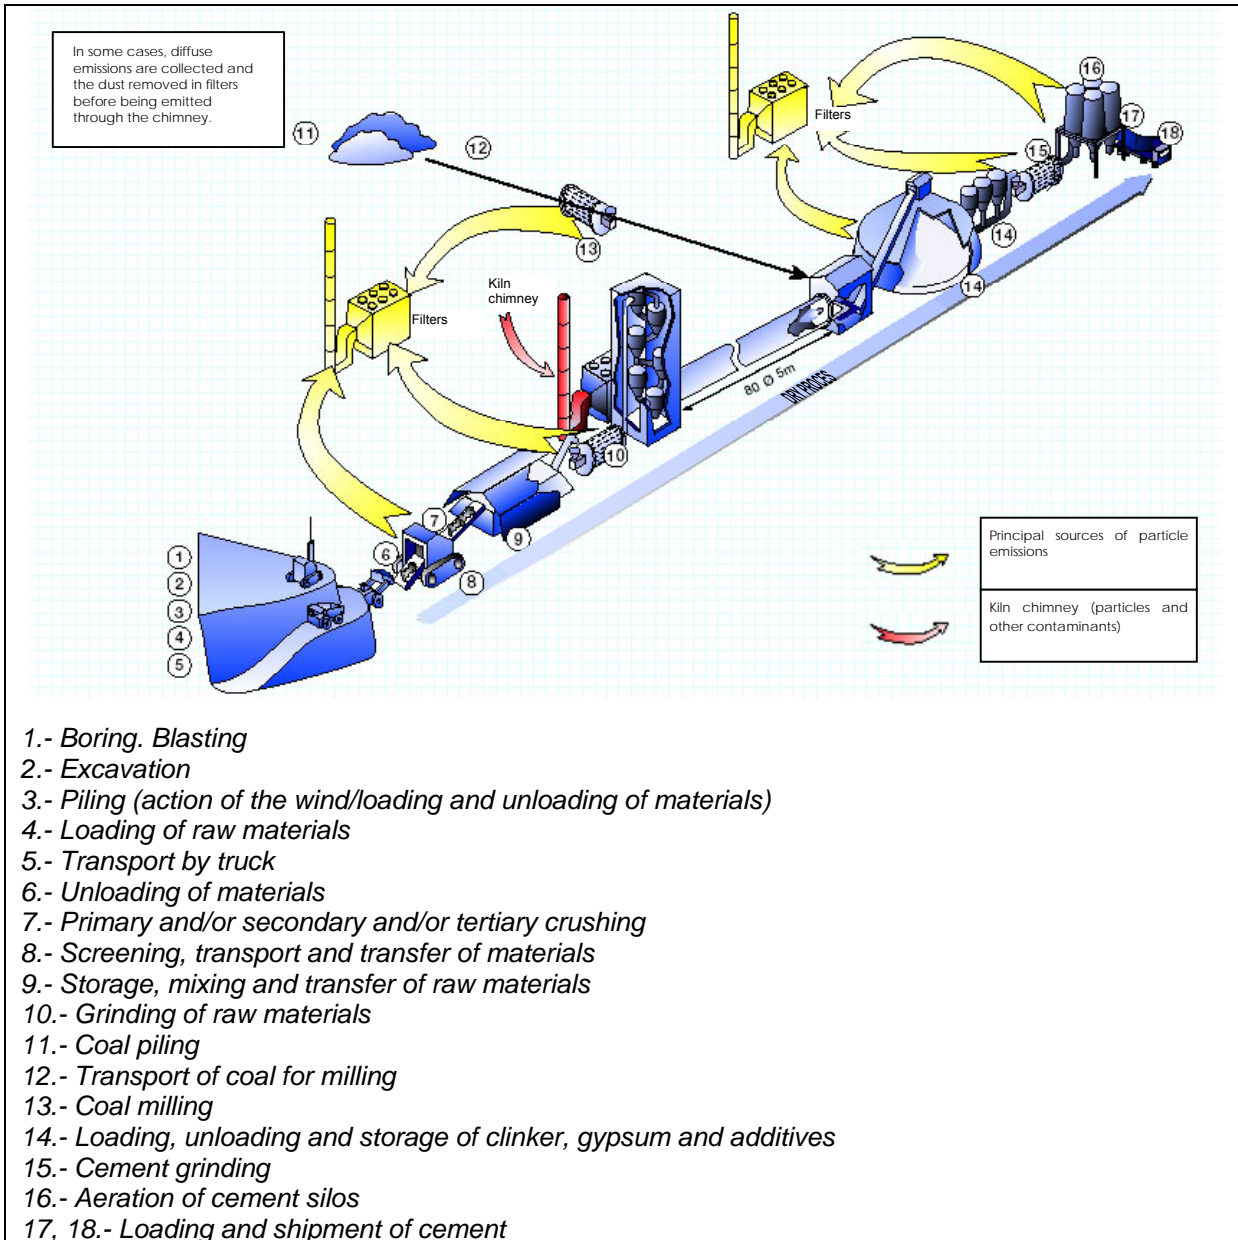 In some cases, diffuse
emissions are collected and
the dust removed in filters
before being emitted
through the chimney.
16
17
18
Filters
11
12
15
13
14
14
Kiln
chimney
Filters
80 Ø 5m
DRY PROCES
10
7
9
6
8
1
2
3
4
5
Principal sources of particle
emissions
Kiln chimney (particles and
other contaminants)
1.- Boring. Blasting
2.- Excavation
3.- Piling (action of the wind/loading and unloading of materials)
4.- Loading of raw materials
5.- Transport by truck
6.- Unloading of materials
7.- Primary and/or secondary and/or tertiary crushing
8.- Screening, transport and transfer of materials
9.- Storage, mixing and transfer of raw materials
10.- Grinding of raw materials
11.- Coal piling
12.- Transport of coal for milling
13.- Coal milling
14.- Loading, unloading and storage of clinker, gypsum and additives
15.- Cement grinding
16.- Aeration of cement silos
17, 18.- Loading and shipment of cement